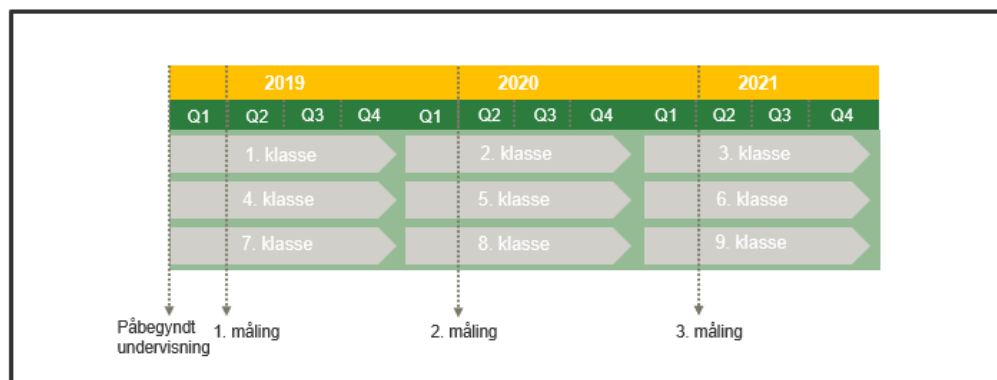 2019 2020 2021
Q1 Q2 Q3 Q4 Q1 Q2 Q3 Q4 Q1 Q2 Q3 Q4
1. klasse 2. klasse 3. klasse
4. klasse 5. klasse 6. klasse
7. klasse 8. klasse 9. klasse
Påbegyndt
undervisning
1. måling
2. måling
3. måling